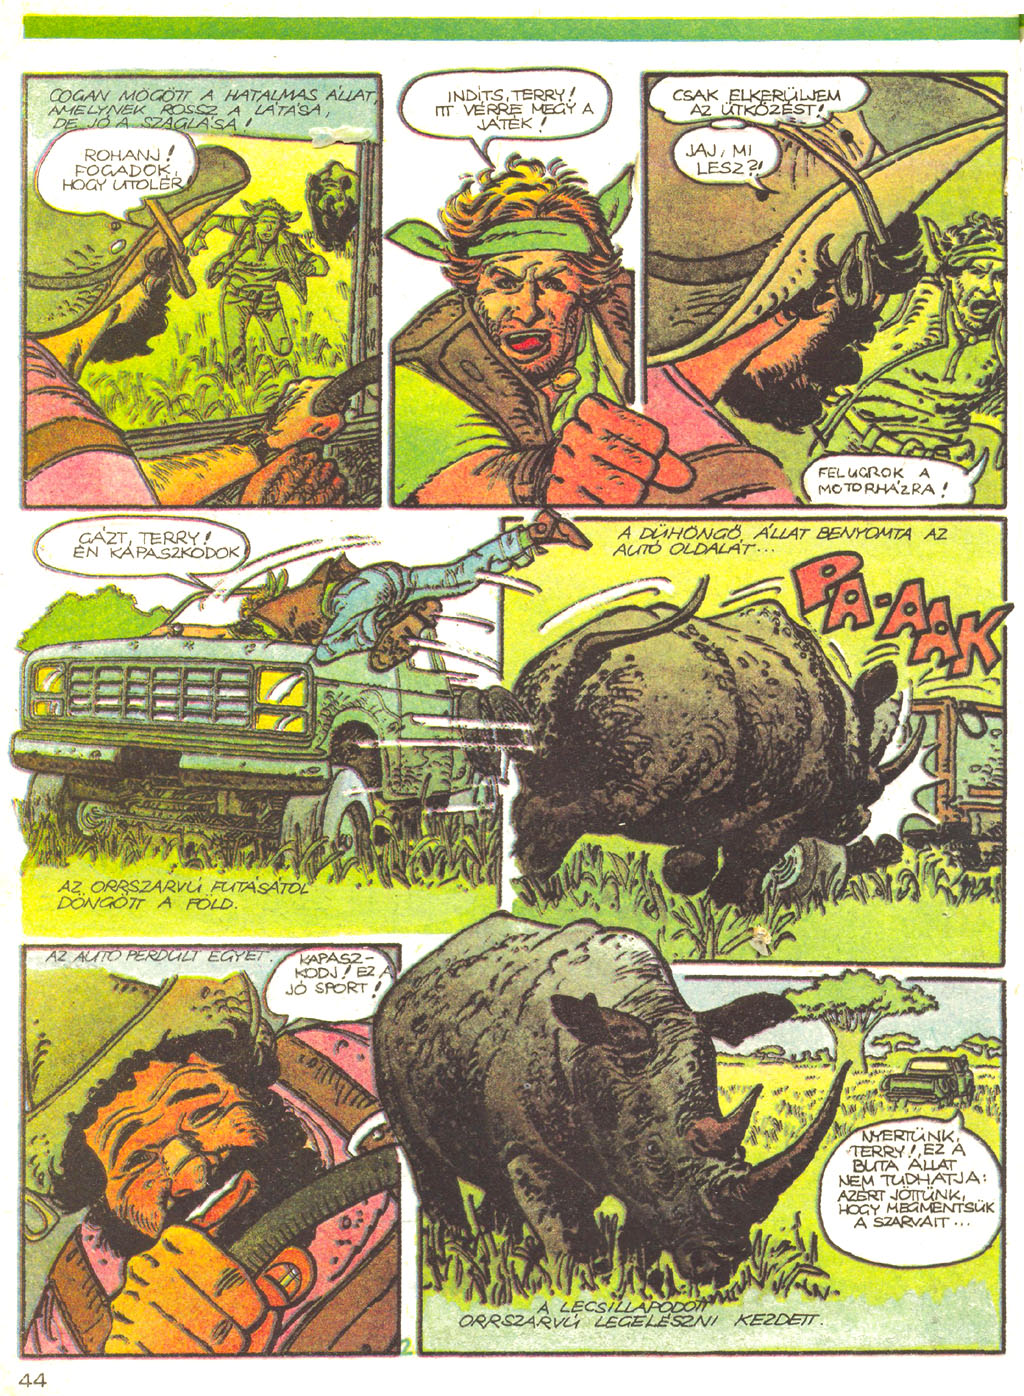 COGAN MÖGÖTT A HATALMAS ÁLLAT,
AMELYNEK ROSSZ A LÁTÁSA,
DE JÓ A SZAGLÁSA!
ROHANJ!
FOGADOK,
HOGY UTOLÉR!
INDÍTS, TERRY!
ITT VÉRRE MEGY A
JÁTÉK!
CSAK ELKERÜLJEM
AZ ÜTKÖZÉST!
JAJ, MI
LESZ?!
FELUGROK A
MOTORHÁZRA!
GÁZT, TERRY!
ÉN KAPASZKODOK
AZ ORRSZARVÚ FUTÁSÁTÓL
DÖNGÖTT A FÖLD.
A DÜHÖNGŐ ÁLLAT BENYOMTA AZ
AUTÓ OLDALÁT...
PA-AAK
AZ AUTÓ PERDÜLT EGYET.
KAPASZ-
KODJ! EZ A
JÓ SPORT!
NYERTÜNK,
TERRY!, EZ A
BUTA ÁLLAT
NEM TUDHATJA:
AZÉRT JÖTTÜNK,
HOGY MEGMENTSÜK
A SZARVAIT...
A LECSILLAPODOTT
ORRSZARVÚ LEGELÉSZNI KEZDETT.
2
44